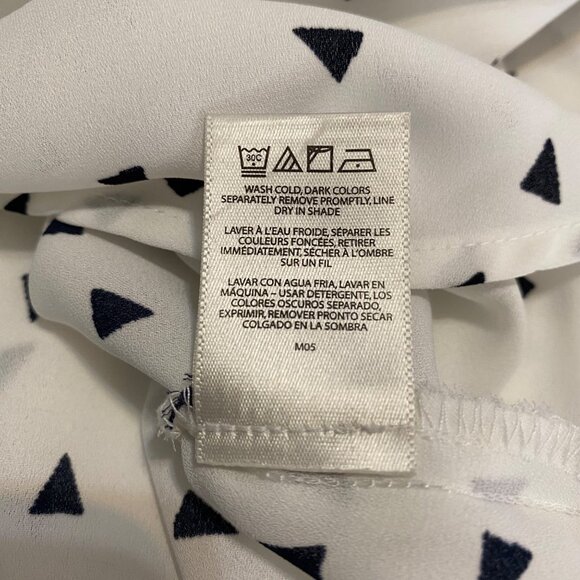 30C
WASH COLD, DARK COLORS
SEPARATELY REMOVE PROMPTLY, LINE
DRY IN SHADE
LAVER À L'EAU FROIDE, SÉPARER LES
COULEURS FONCÉES, RETIRER
IMMÉDIATEMENT, SÉCHER À L'OMBRE
SUR UN FIL
LAVAR CON AGUA FRIA, LAVAR EN
MÁQUINA ~ USAR DETERGENTE, LOS
COLORES OSCUROS SEPARADO,
EXPRIMIR, REMOVER PRONTO SECAR
COLGADO EN LA SOMBRA
M05